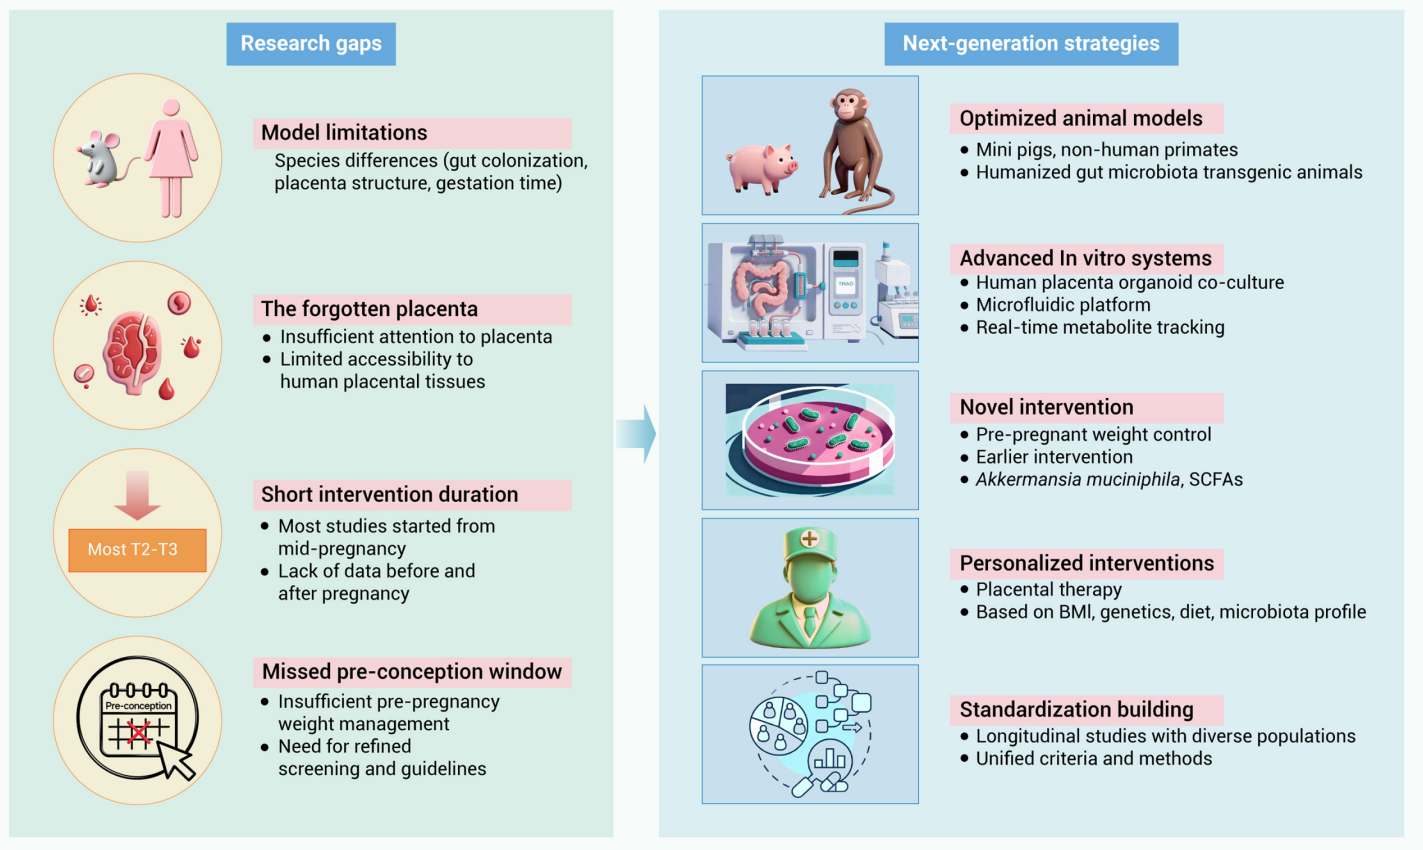 Research gaps
Model limitations
Species differences (gut colonization,
placenta structure, gestation time)
The forgotten placenta
● Insufficient attention to placenta
● Limited accessibility to
human placental tissues
Most T2-T3
Short intervention duration
● Most studies started from
mid-pregnancy
● Lack of data before and
after pregnancy
Pre-conception
Missed pre-conception window
● Insufficient pre-pregnancy
weight management
● Need for refined
screening and guidelines
Next-generation strategies
Optimized animal models
● Mini pigs, non-human primates
● Humanized gut microbiota transgenic animals
TMAO
Advanced In vitro systems
● Human placenta organoid co-culture
● Microfluidic platform
● Real-time metabolite tracking
Novel intervention
● Pre-pregnant weight control
● Earlier intervention
● Akkermansia muciniphila, SCFAs
Personalized interventions
● Placental therapy
● Based on BMI, genetics, diet, microbiota profile
Standardization building
● Longitudinal studies with diverse populations
● Unified criteria and methods